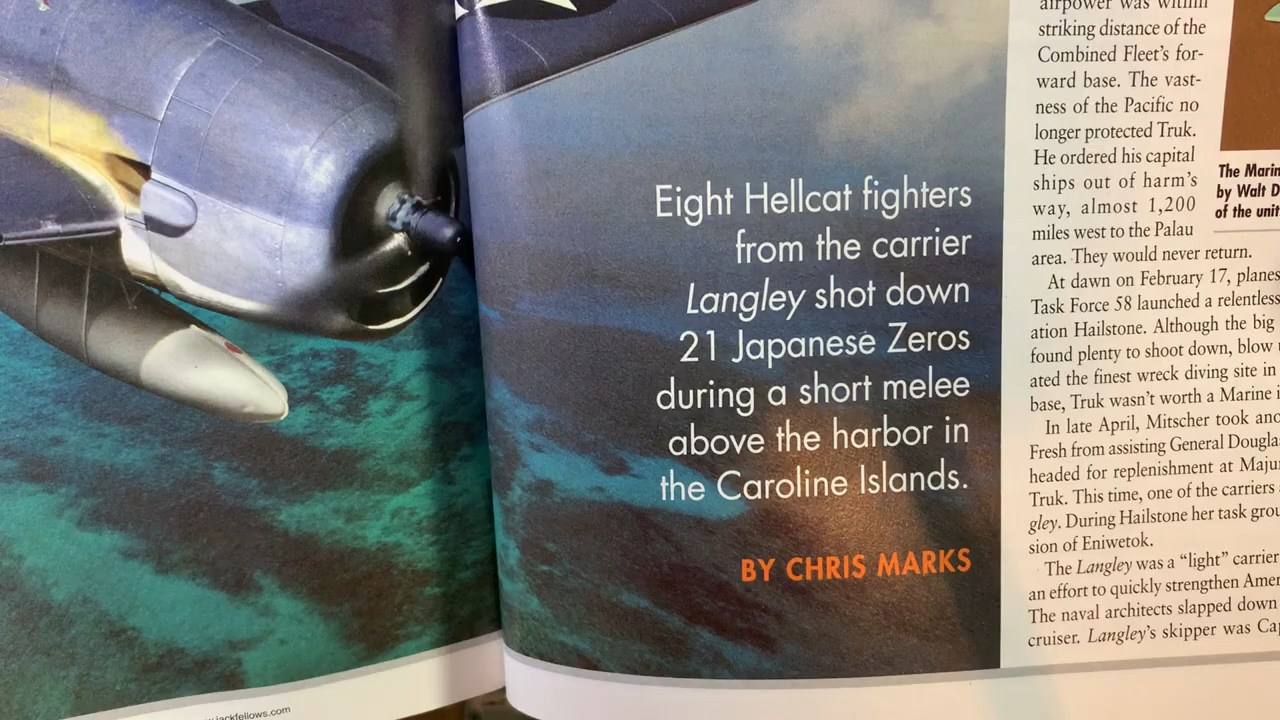 Eight Hellcat fighters
from the carrier
Langley shot down
21 Japanese Zeros
during a short melee
above the harbor in
the Caroline Islands.
BY CHRIS MARKS
jackfellows.com
airpower was within
striking distance of the
Combined Fleet's for-
ward base. The vast-
ness of the Pacific no
longer protected Truk.
He ordered his capital
ships out of harm's
way, almost 1,200
miles west to the Palau
area. They would never return.
At dawn on February 17, planes
Task Force 58 launched a relentless
ation Hailstone. Although the big
found plenty to shoot down, blow
ated the finest wreck diving site in
base, Truk wasn't worth a Marine
In late April, Mitscher took
Fresh from assisting General
headed for replenishment at
Truk. This time, one of the carriers
gley. During Hailstone her task
sion of Eniwetok.
The Langley was a "light" carrier
an effort to quickly strengthen
The naval architects slapped down
cruiser. Langley's skipper was
The
by Walt
of the